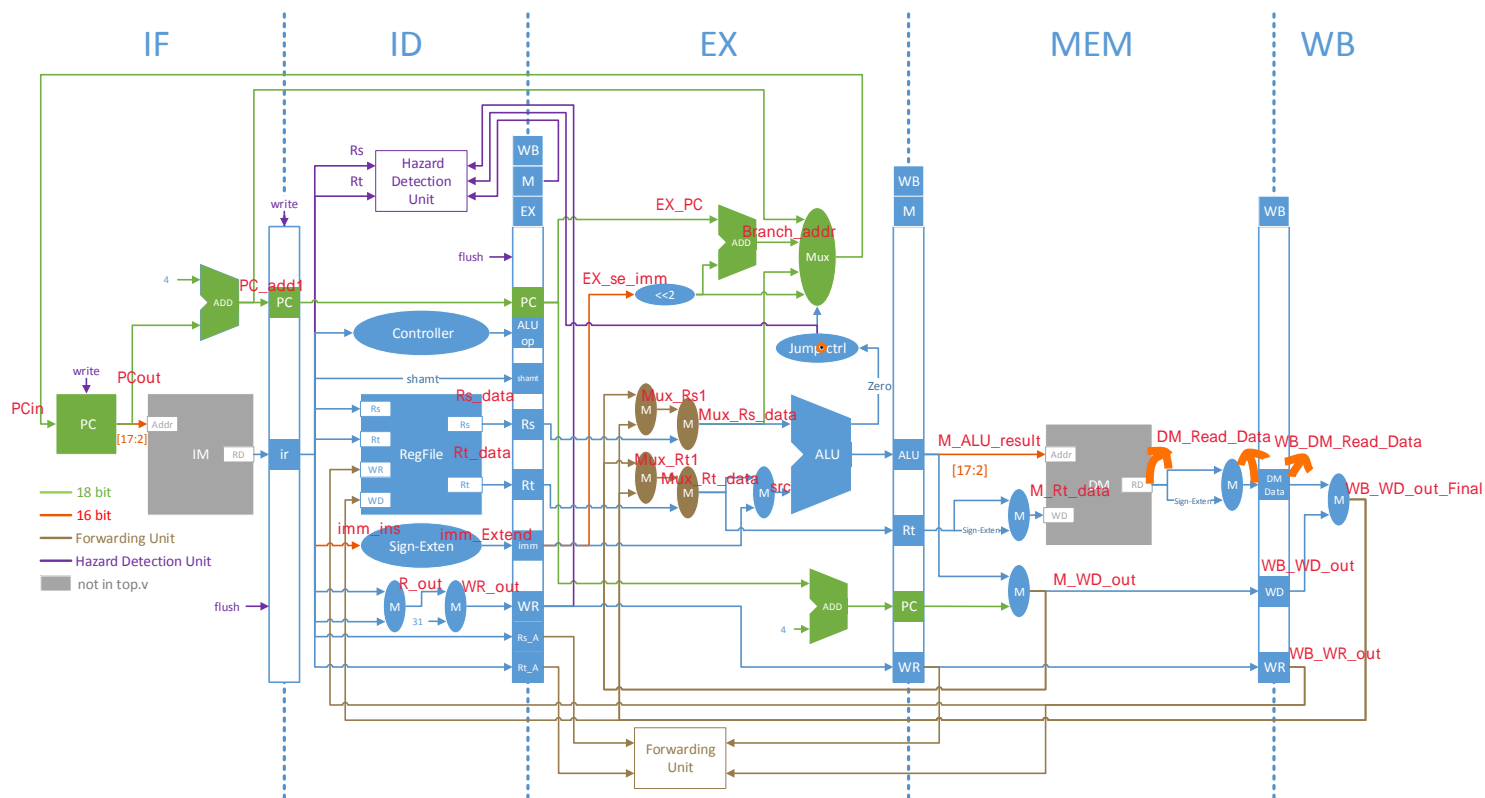 IF
ID
EX
MEM
WB
Rs
Rt
Hazard
Detection
Unit
WB
M
EX
WB
M
WB
write
flush
EX_PC
Branch_addr
ADD
Mux
4
ADD
PC_add1
PC
PC
EX_se_imm
<<2
Controller
ALU
op
Jump ctrl
Zero
write
PCout
PCin
PC
[17:2]
Addr
IM
RD
ir
shamt
shamt
Rs_data
Rs
Rs
Rt
RegFile
Rt_data
WR
WD
Rt
Rs
Rt
Mux_Rs1
M
M
Mux_Rs_data
Mux_Rt1
M
M
Mux_Rt_data
M
src
ALU
ALU
M_ALU_result
[17:2]
Addr
DM
RD
WD
DM_Read_Data
WB_DM_Read_Data
Sign-Exten
M
DM
Data
M
WB_WD_out_Final
M_Rt_data
Rt
Sign-Exten
M
18 bit
16 bit
Forwarding Unit
Hazard Detection Unit
not in top.v
imm_ins
Sign-Exten
imm_Extend
imm
flush
R_out
M
WR_out
M
31
WR
Rs_A
Rt_A
ADD
4
PC
M
M_WD_out
WB_WD_out
WD
WR
WR
WB_WR_out
Forwarding
Unit